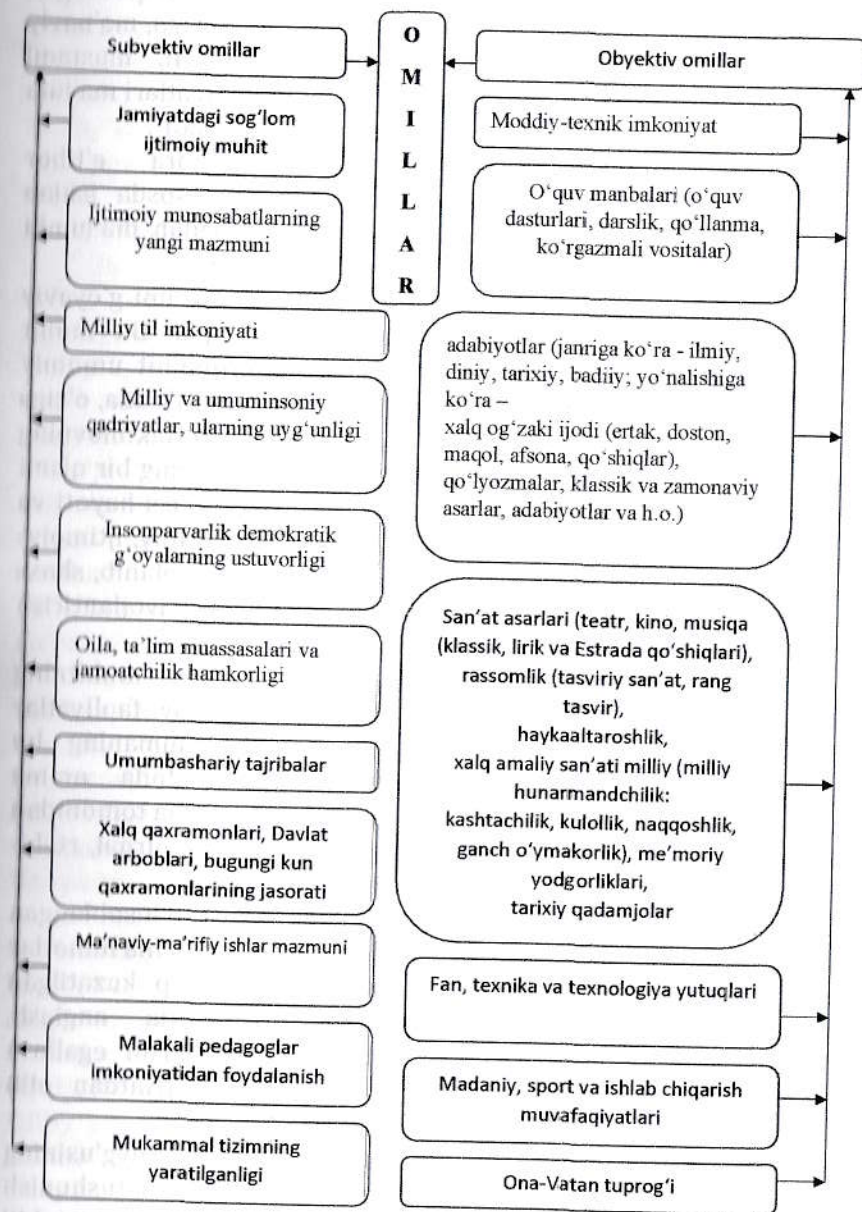 Subyektiv omillar
O
M
I
L
L
A
R
Obyektiv omillar
Jamiyatdagi sog‘lom
ijtimoiy muhit
Ijtimoiy munosabatlarning
yangi mazmuni
Milliy til imkoniyati
Milliy va umuminsoniy
qadriyatlar, ularning uyg‘unligi
Insonparvarlik demokratik
g‘oyalarning ustuvorligi
Oila, ta’lim muassasalari va
jamoatchilik hamkorligi
Umumbashariy tajribalar
Xalq qaxramonlari, Davlat
arboblari, bugungi kun
qaxramonlarining jasorati
Ma’naviy-ma’rifiy ishlar mazmuni
Malakali pedagoglar
Imkoniyatidan foydalanish
Mukammal tizimning
yaratilganligi
Moddiy-texnik imkoniyat
O‘quv manbalari (o‘quv
dasturlari, darslik, qo‘llanma,
ko‘rgazmali vositalar)
adabiyotlar (janriga ko‘ra - ilmiy,
diniy, tarixiy, badiiy; yo‘nalishiga
ko‘ra –
xalq og‘zaki ijodi (ertak, doston,
maqol, afsona, qo‘shiqlar),
qo‘lyozmalar, klassik va zamonaviy
asarlar, adabiyotlar va h.o.)
San’at asarlari (teatr, kino, musiqa
(klassik, lirik va Estrada qo‘shiqlari),
rassomlik (tasviriy san’at, rang
tasvir),
haykaaltaroshlik,
xalq amaliy san’ati milliy (milliy
hunarmandchilik:
kashtachilik, kulollik, naqqoshlik,
ganch o‘ymakorlik), me’moriy
yodgorliklari,
tarixiy qadamjolar
Fan, texnika va texnologiya yutuqlari
Madaniy, sport va ishlab chiqarish
muvafaqiyatlari
Ona-Vatan tuprog‘i